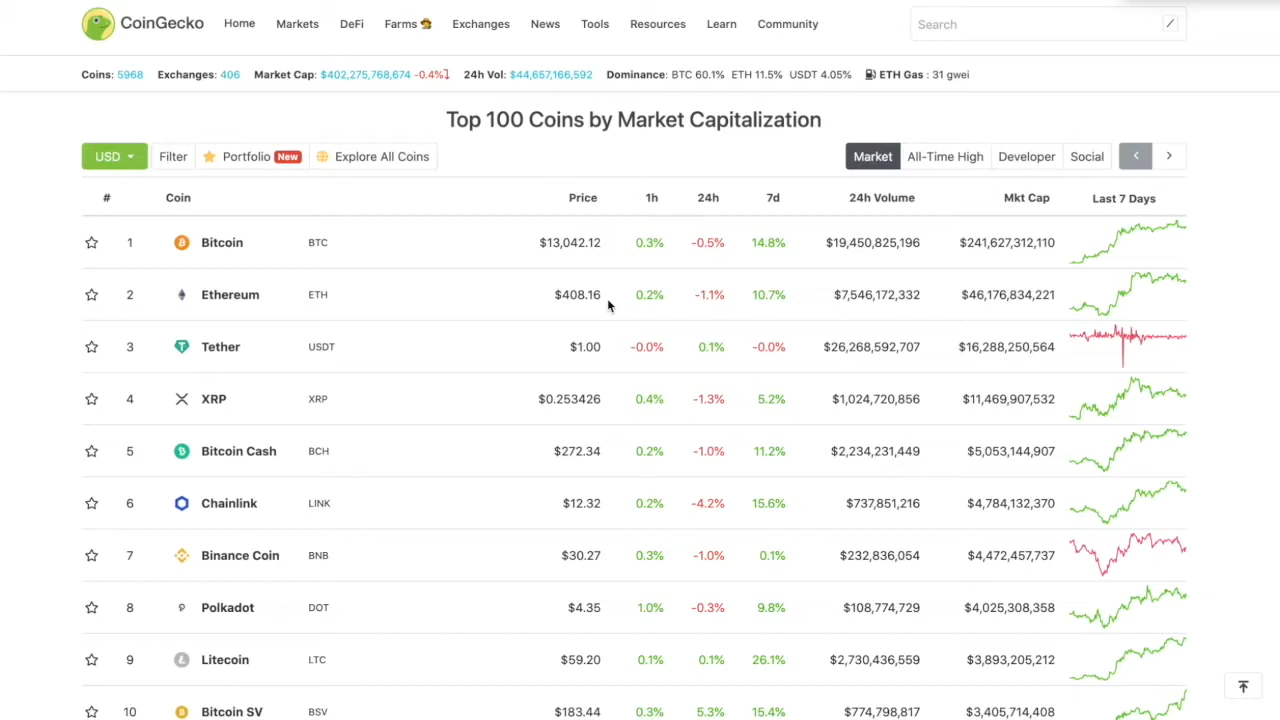 CoinGecko Home Markets DeFi Farms Exchanges News Tools Resources Learn Community Search /
Coins: 5968 Exchanges: 406 Market Cap: $402,275,768,674 -0.4% 24h Vol: $44,657,166,592 Dominance: BTC 60.1% ETH 11.5% USDT 4.05% ETH Gas : 31 gwei
Top 100 Coins by Market Capitalization
USD Filter Portfolio New Explore All Coins Market All-Time High Developer Social
# Coin Price 1h 24h 7d 24h Volume Mkt Cap Last 7 Days
1 Bitcoin BTC $13,042.12 0.3% -0.5% 14.8% $19,450,825,196 $241,627,312,110
2 Ethereum ETH $408.16 0.2% -1.1% 10.7% $7,546,172,332 $46,176,834,221
3 Tether USDT $1.00 -0.0% 0.1% -0.0% $26,268,592,707 $16,288,250,564
4 XRP XRP $0.253426 0.4% -1.3% 5.2% $1,024,720,856 $11,469,907,532
5 Bitcoin Cash BCH $272.34 0.2% -1.0% 11.2% $2,234,231,449 $5,053,144,907
6 Chainlink LINK $12.32 0.2% -4.2% 15.6% $737,851,216 $4,784,132,370
7 Binance Coin BNB $30.27 0.3% -1.0% 0.1% $232,836,054 $4,472,457,737
8 Polkadot DOT $4.35 1.0% -0.3% 9.8% $108,774,729 $4,025,308,358
9 Litecoin LTC $59.20 0.1% 0.1% 26.1% $2,730,436,559 $3,893,205,212
10 Bitcoin SV BSV $183.44 0.3% 5.3% 15.4% $774,798,817 $3,405,714,408